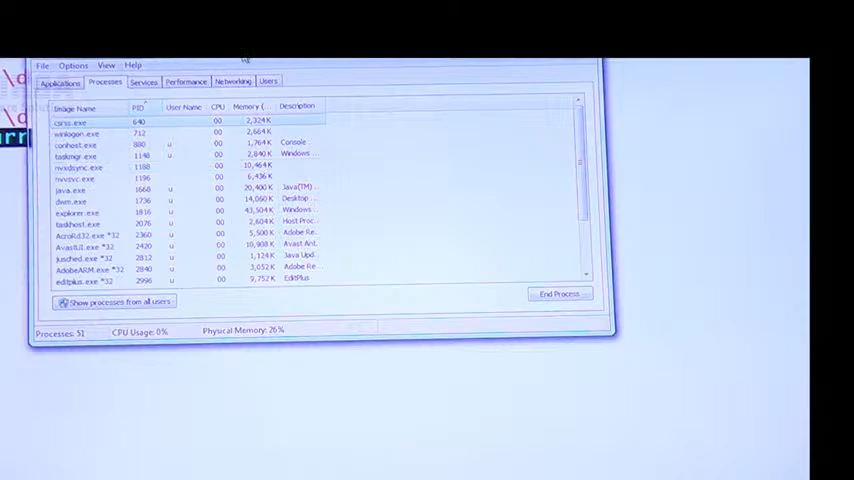 File Options View Help
Applications Processes Services Performance Networking Users
Image Name PID User Name CPU Memory (... Description
csrss.exe 640 00 2,324 K
winlogon.exe 712 00 2,664 K
conhost.exe 880 u 00 1,764 K Console
taskmgr.exe 1148 u 00 2,840 K Windows ...
nvxdsync.exe 1188 00 10,464 K
nvvsvc.exe 1196 00 6,436 K
java.exe 1668 u 00 20,400 K Java(TM) ...
dwm.exe 1736 u 00 14,060 K Desktop ...
explorer.exe 1816 u 00 43,504 K Windows ...
taskhost.exe 2076 u 00 2,604 K Host Proc...
AcroRd32.exe *32 2360 u 00 5,500 K Adobe Re...
AvastUI.exe *32 2420 u 00 10,908 K Avast Ant...
jusched.exe *32 2812 u 00 1,124 K Java Upd...
AdobeARM.exe *32 2840 u 00 3,052 K Adobe Re...
editplus.exe *32 2996 u 00 9,752 K EditPlus
Show processes from all users End Process
Processes: 51 CPU Usage: 0% Physical Memory: 26%
\d
\d
urr